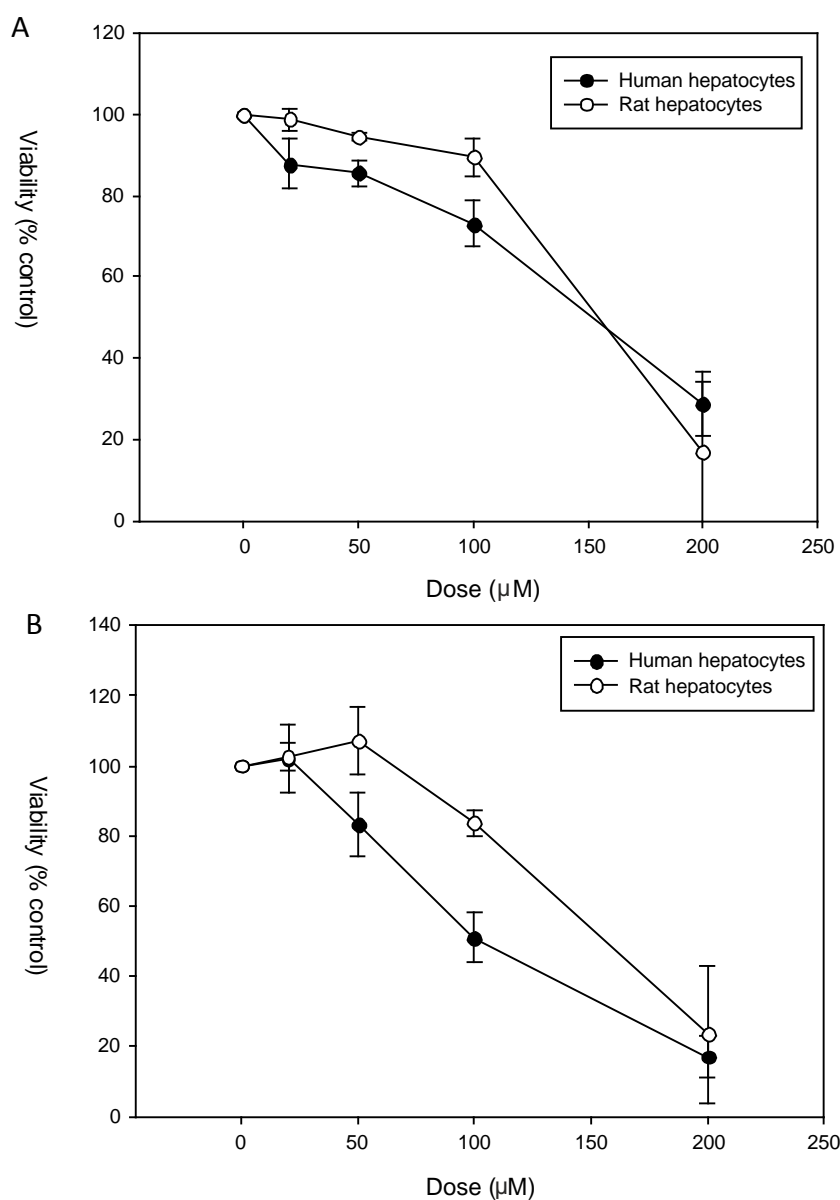 A
120
100
80
60
40
20
0
Viability (% control)
Human hepatocytes
Rat hepatocytes
0 50 100 150 200 250
Dose (µM)
B
140
120
100
80
60
40
20
0
Viability (% control)
Human hepatocytes
Rat hepatocytes
0 50 100 150 200 250
Dose (µM)